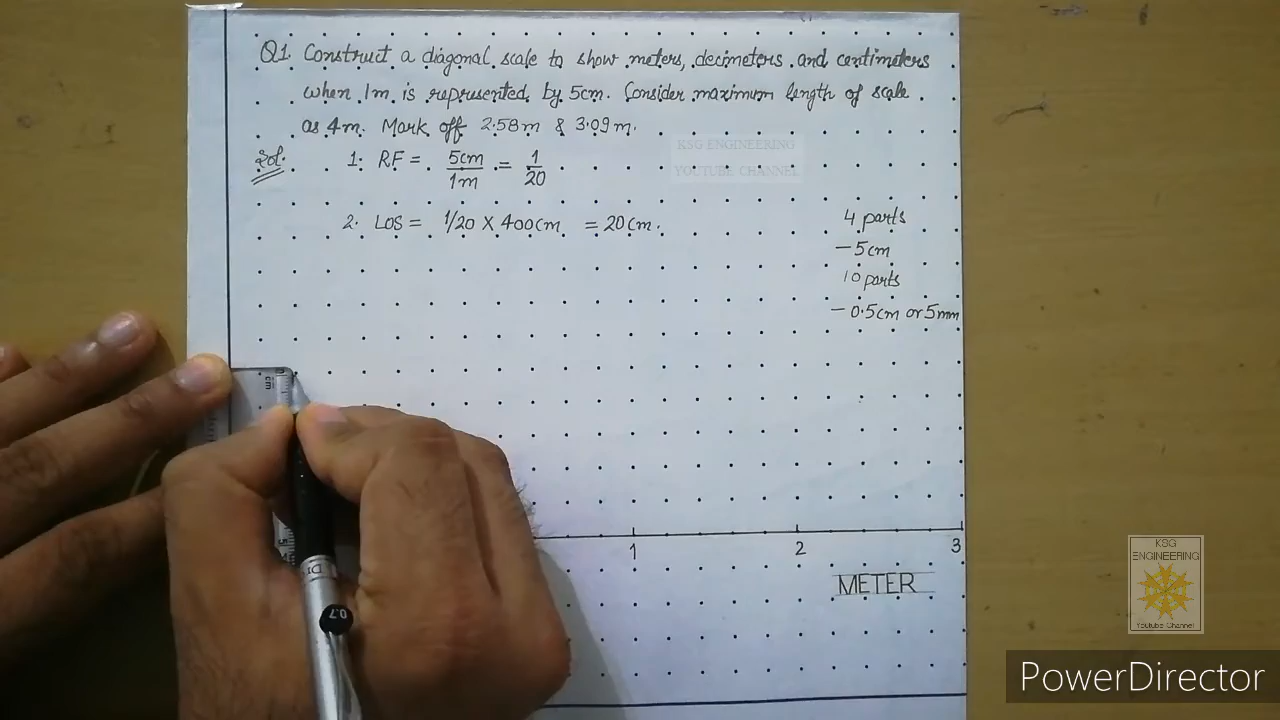 Q1. Construct a diagonal scale to show meters, decimeters and centimeters
when 1m is represented by 5cm. Consider maximum length of scale
as 4m. Mark off 2.58m & 3.09m.
KSG ENGINEERING
YOUTUBE CHANNEL
Sol. 1. RF = 5cm/1m = 1/20
2. LOS = 1/20 X 400cm = 20cm.
4 parts
— 5cm
10 parts
— 0.5cm or 5mm
cm
1 2 3
METER
0.7
KSG
ENGINEERING
Youtube Channel
PowerDirector